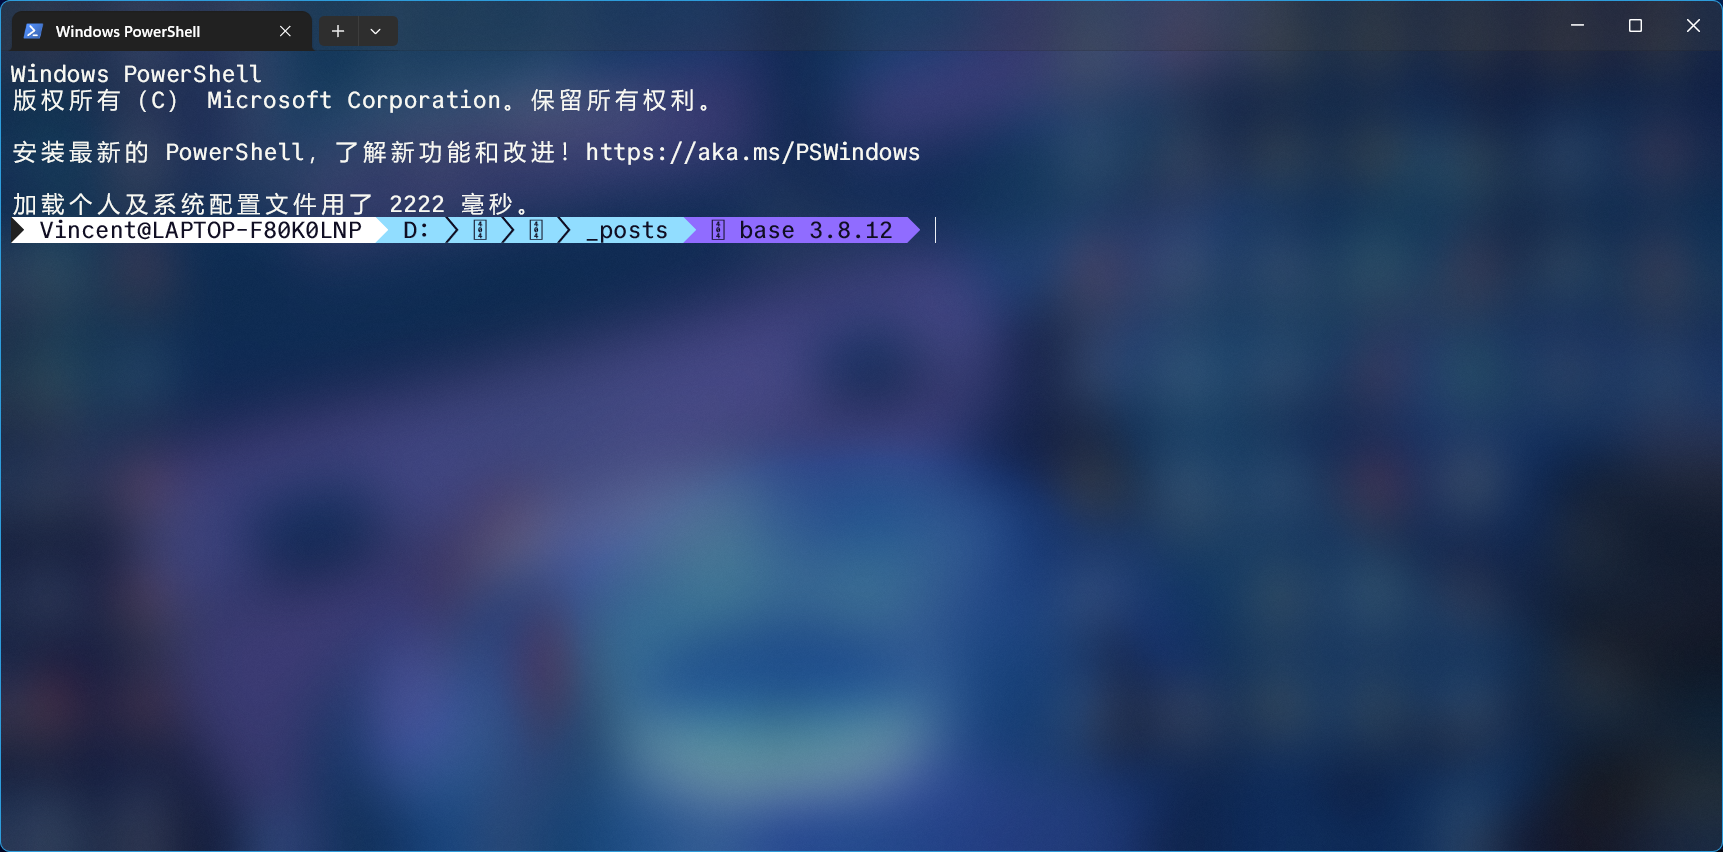 Windows PowerShell
Windows PowerShell
版权所有 (C) Microsoft Corporation。保留所有权利。
安装最新的 PowerShell,了解新功能和改进!https://aka.ms/PSWindows
加载个人及系统配置文件用了 2222 毫秒。
Vincent@LAPTOP-F80K0LNP D: _posts base 3.8.12